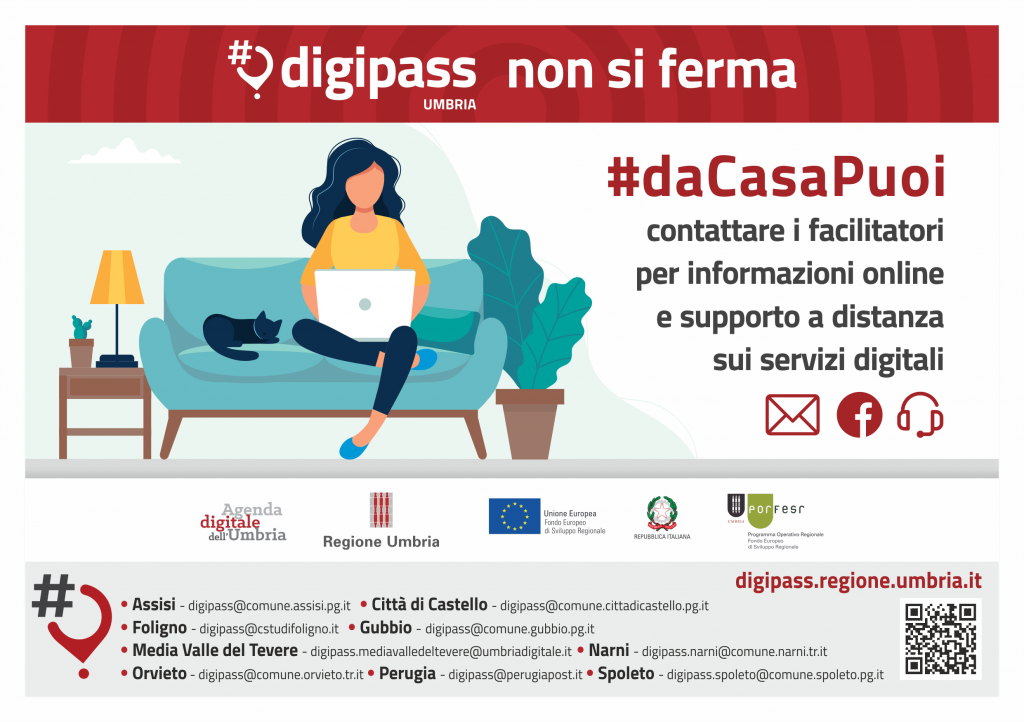 #digipass non si ferma
UMBRIA
#daCasaPuoi
contattare i facilitatori
per informazioni online
e supporto a distanza
sui servizi digitali
Agenda
digitale
dell'Umbria
Regione Umbria
Unione Europea
Fondo Europeo
di Sviluppo Regionale
REPUBBLICA ITALIANA
UMBRIA
POR FESR
Programma Operativo Regionale
Fondo Europeo
di Sviluppo Regionale
digipass.regione.umbria.it
#
• Assisi - digipass@comune.assisi.pg.it • Città di Castello - digipass@comune.cittadicastello.pg.it
• Foligno - digipass@cstudifoligno.it • Gubbio - digipass@comune.gubbio.pg.it
• Media Valle del Tevere - digipass.mediavalledeltevere@umbriadigitale.it • Narni - digipass.narni@comune.narni.tr.it
• Orvieto - digipass@comune.orvieto.tr.it • Perugia - digipass@perugiapost.it • Spoleto - digipass.spoleto@comune.spoleto.pg.it